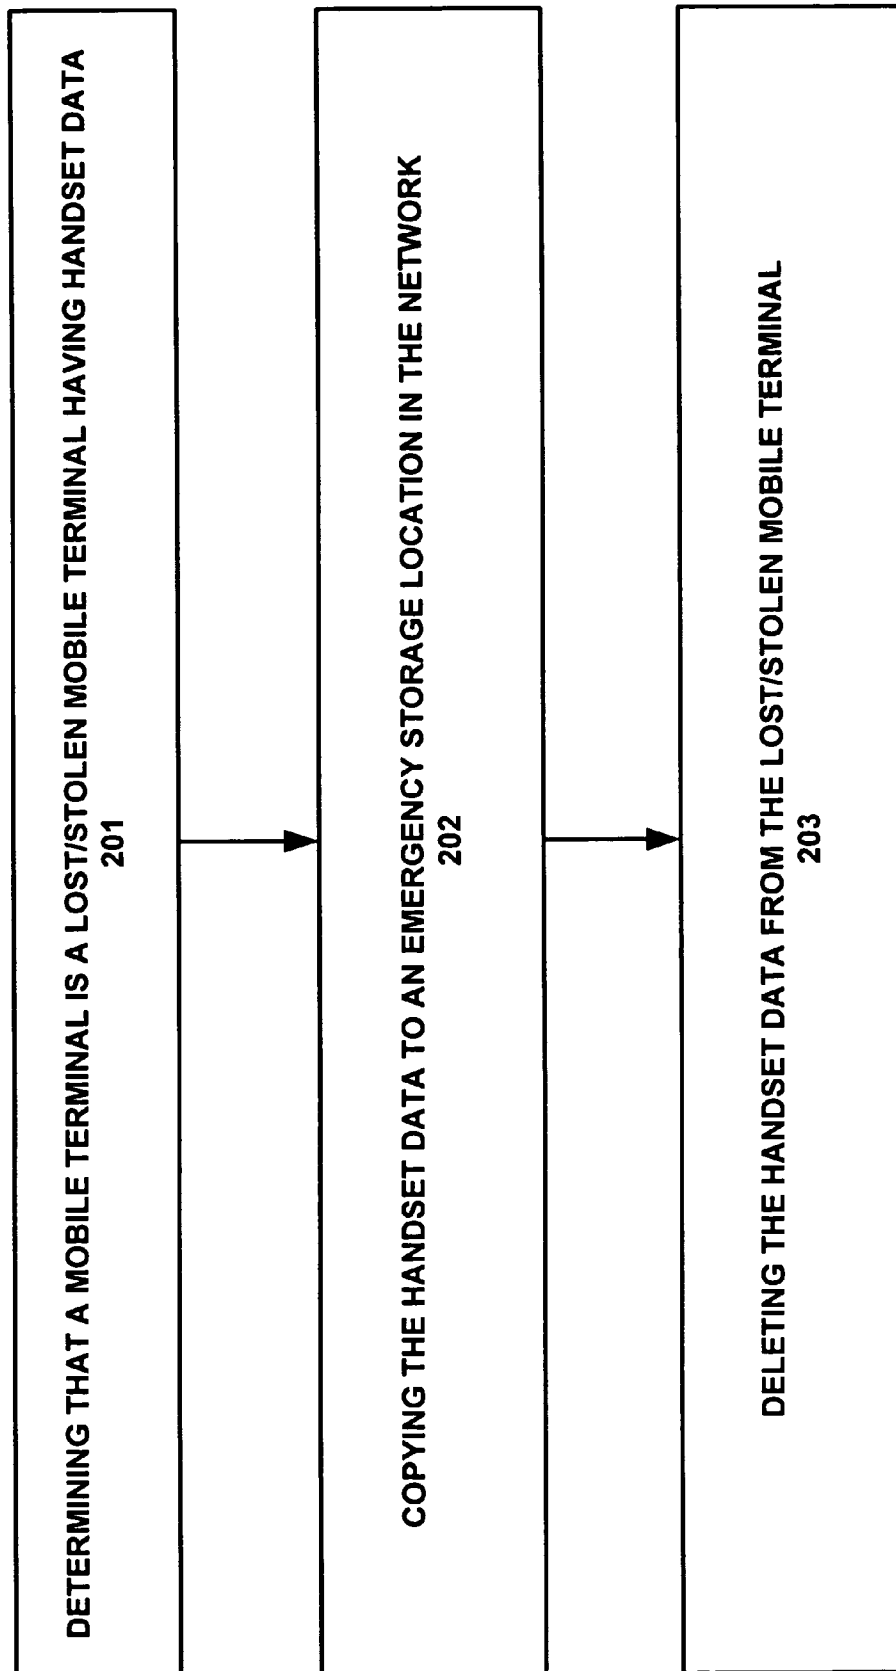 DETERMINING THAT A MOBILE TERMINAL IS A LOST/STOLEN MOBILE TERMINAL HAVING HANDSET DATA
201
COPYING THE HANDSET DATA TO AN EMERGENCY STORAGE LOCATION IN THE NETWORK
202
DELETING THE HANDSET DATA FROM THE LOST/STOLEN MOBILE TERMINAL
203